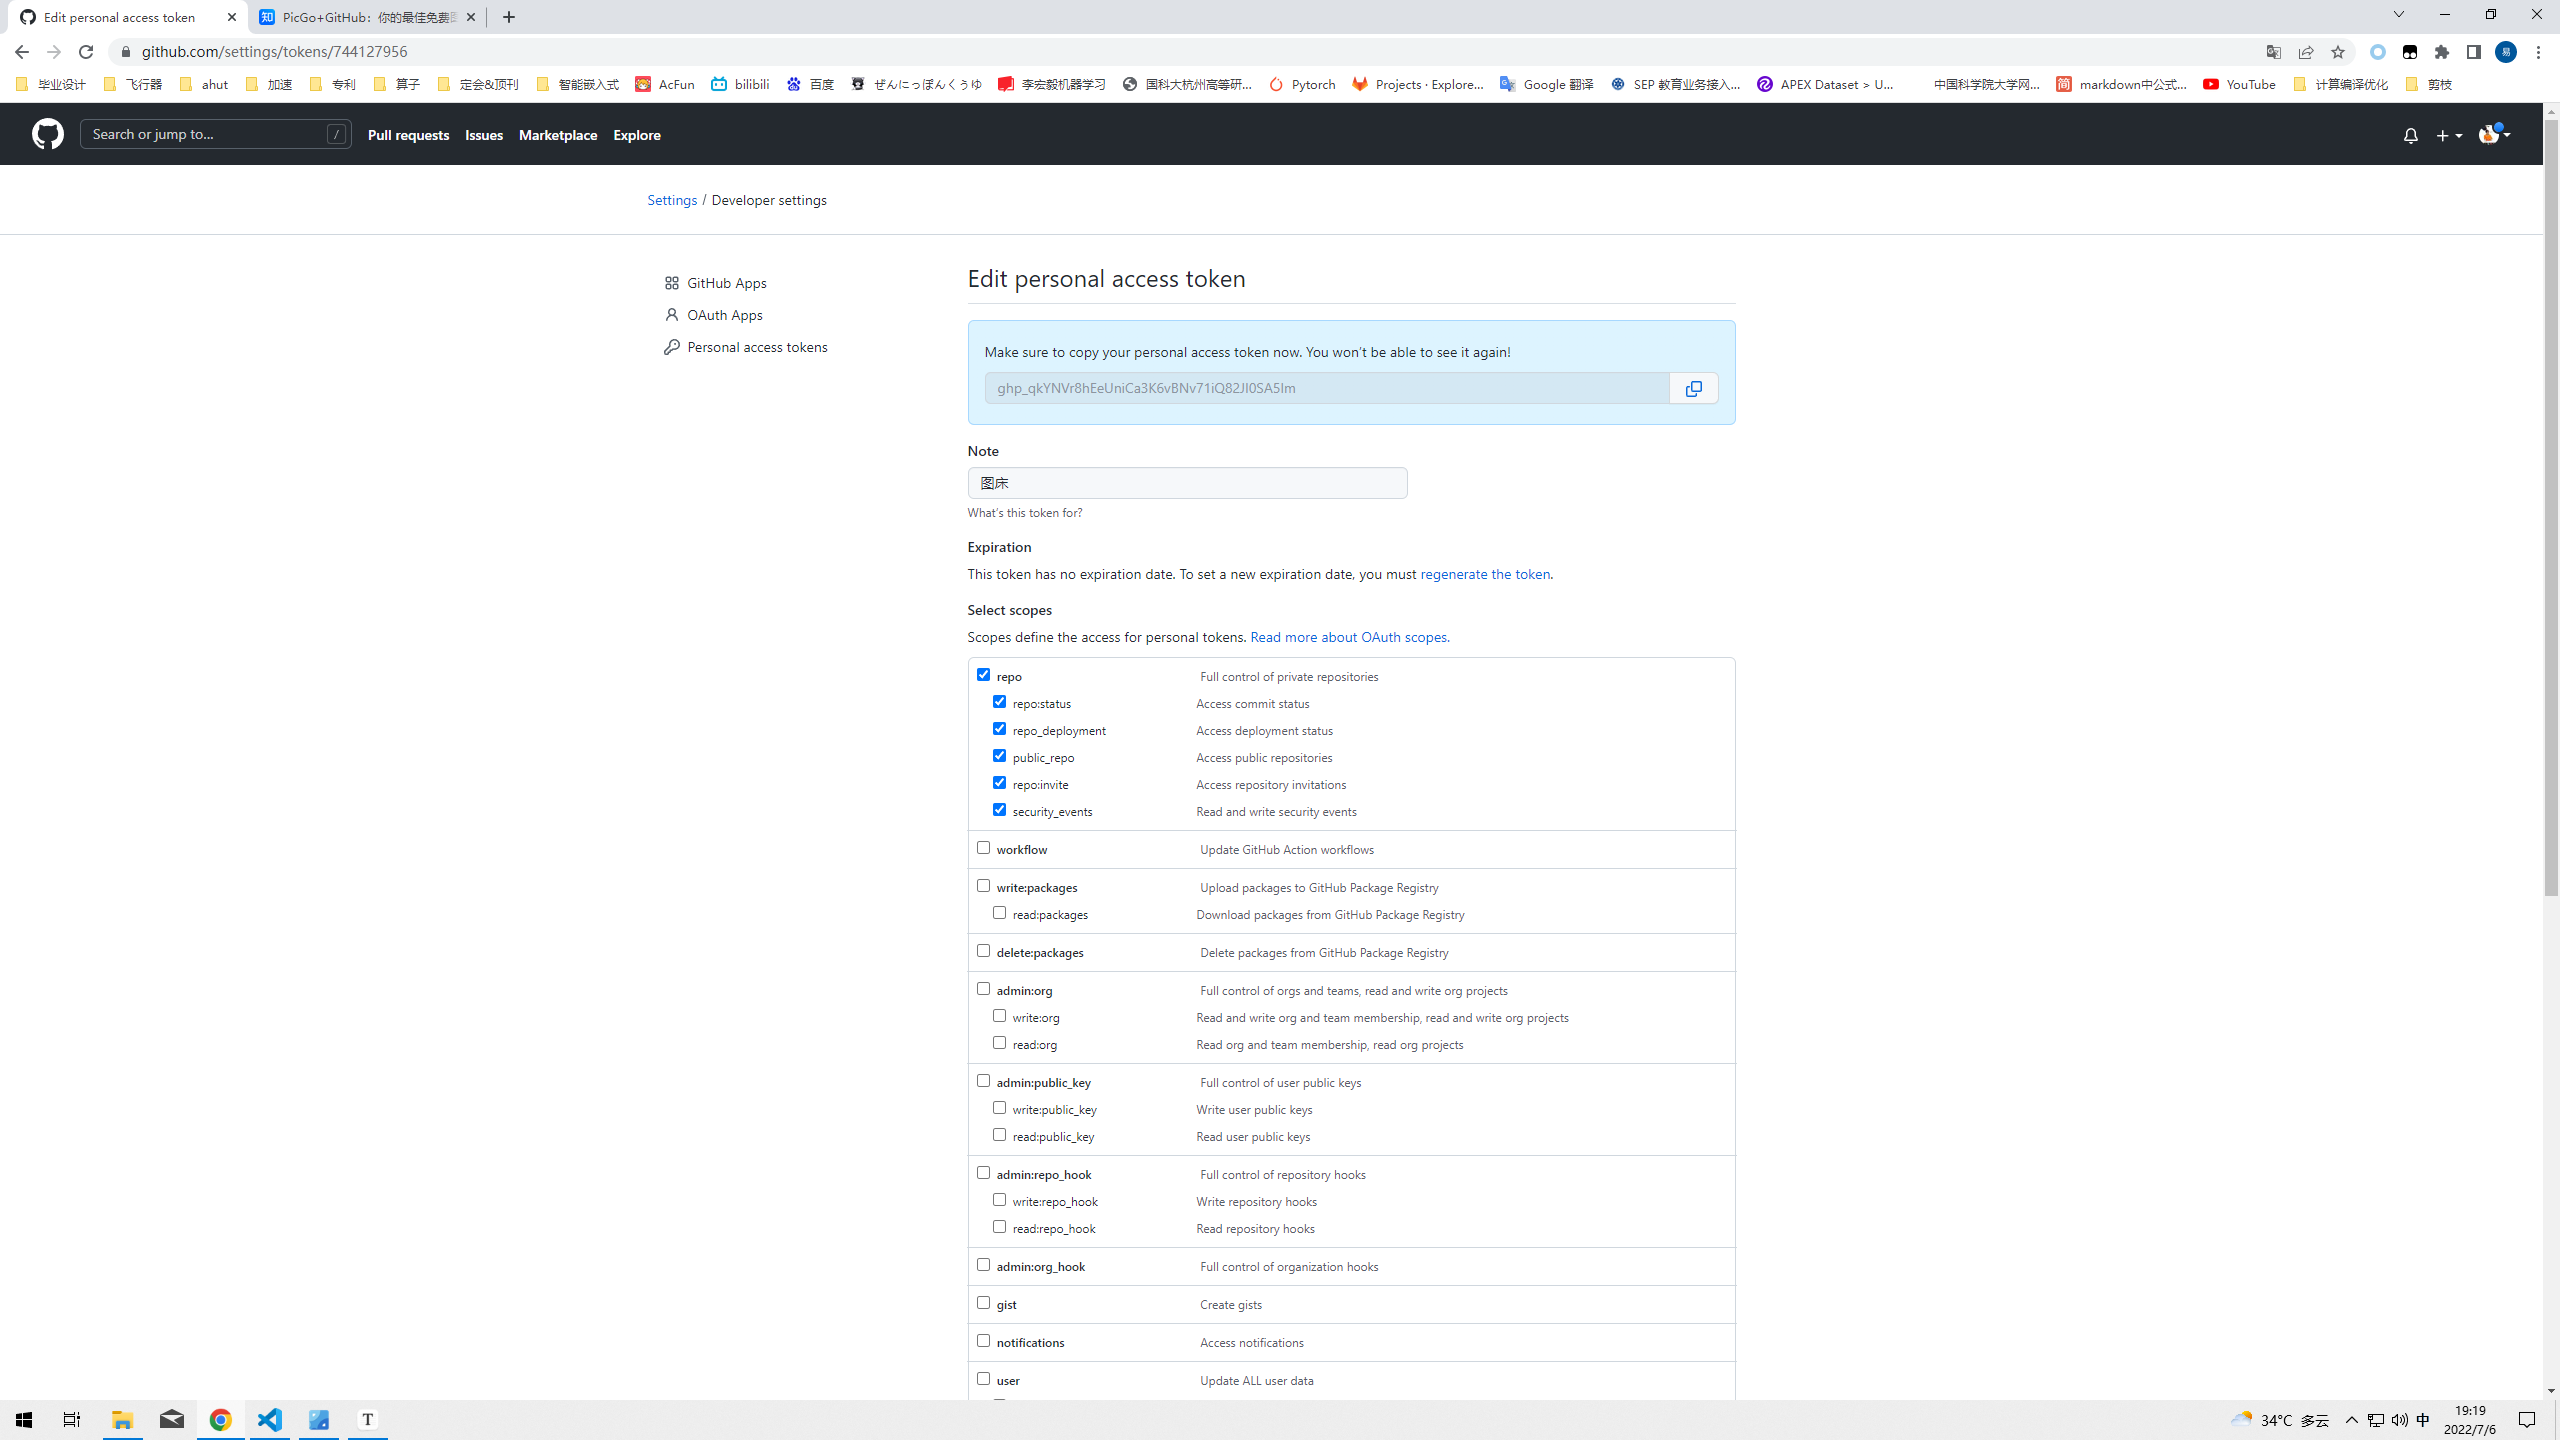 Edit personal access token
PicGo+GitHub：你的最佳免费图
github.com/settings/tokens/744127956
毕业设计 飞行器 ahut 加速 专利 算子 定会&顶刊 智能嵌入式 AcFun bilibili 百度 ぜんにっぽんくうゆ 李宏毅机器学习 国科大杭州高等研... Pytorch Projects · Explore... Google 翻译 SEP 教育业务接入... APEX Dataset > U... 中国科学院大学网... markdown中公式... YouTube 计算编译优化 剪枝
Search or jump to... / Pull requests Issues Marketplace Explore
Settings / Developer settings
GitHub Apps
OAuth Apps
Personal access tokens
Edit personal access token
Make sure to copy your personal access token now. You won't be able to see it again!
ghp_qkYNVr8hEeUniCa3K6vBNv71iQ82JI0SA5lm
Note
图床
What's this token for?
Expiration
This token has no expiration date. To set a new expiration date, you must regenerate the token.
Select scopes
Scopes define the access for personal tokens. Read more about OAuth scopes.
repo Full control of private repositories
repo:status Access commit status
repo_deployment Access deployment status
public_repo Access public repositories
repo:invite Access repository invitations
security_events Read and write security events
workflow Update GitHub Action workflows
write:packages Upload packages to GitHub Package Registry
read:packages Download packages from GitHub Package Registry
delete:packages Delete packages from GitHub Package Registry
admin:org Full control of orgs and teams, read and write org projects
write:org Read and write org and team membership, read and write org projects
read:org Read org and team membership, read org projects
admin:public_key Full control of user public keys
write:public_key Write user public keys
read:public_key Read user public keys
admin:repo_hook Full control of repository hooks
write:repo_hook Write repository hooks
read:repo_hook Read repository hooks
admin:org_hook Full control of organization hooks
gist Create gists
notifications Access notifications
user Update ALL user data
34°C 多云 中 19:19
2022/7/6